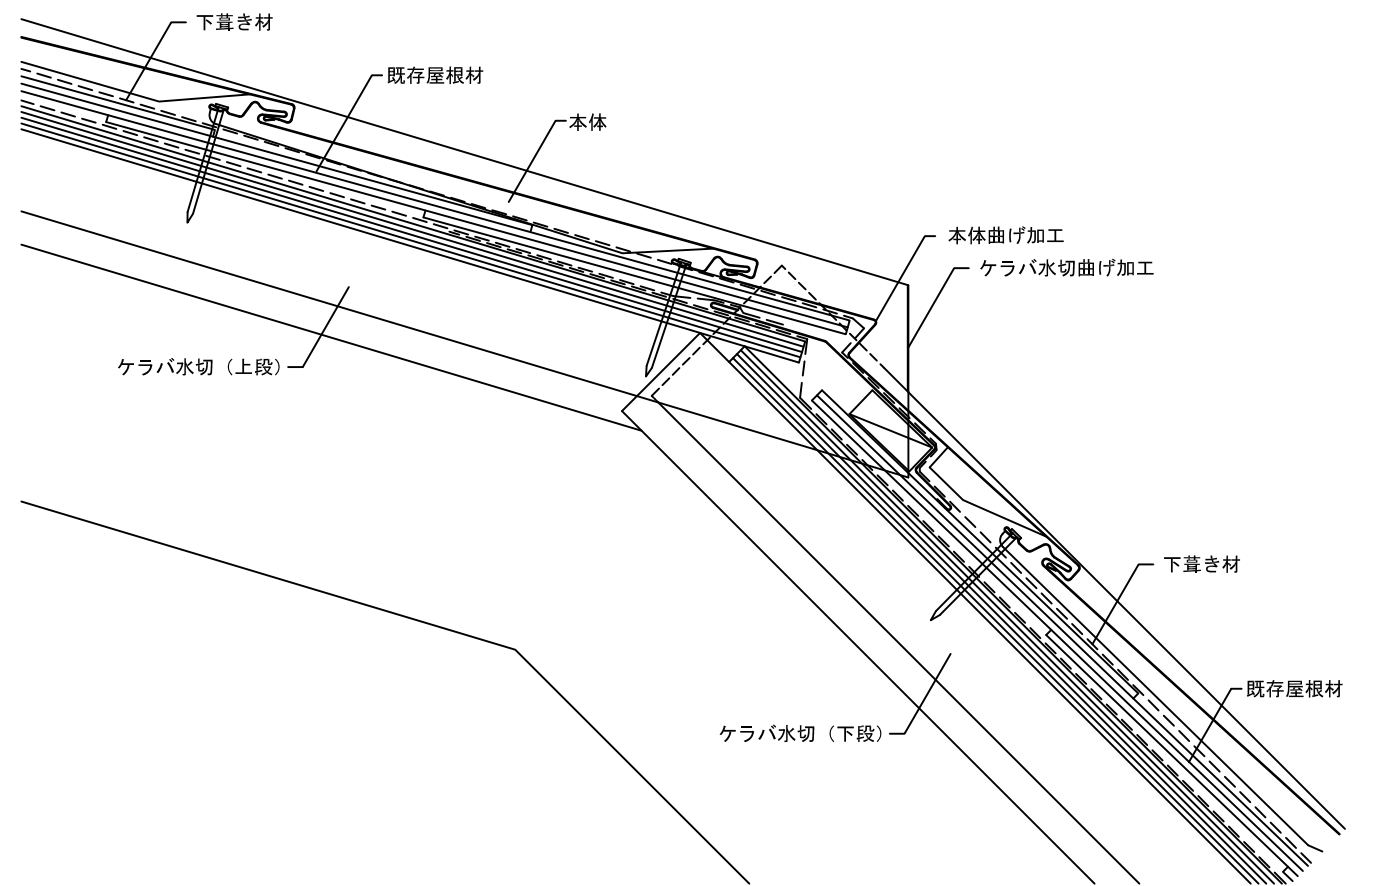 下葺き材
既存屋根材
本体
本体曲げ加工
ケラバ水切曲げ加工
ケラバ水切（上段）
下葺き材
既存屋根材
ケラバ水切（下段）